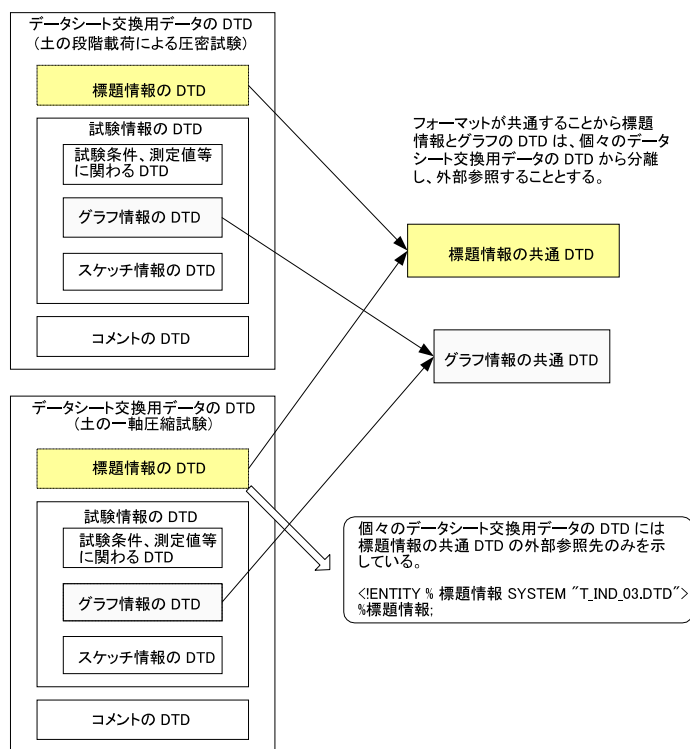 データシート交換用データの DTD
(土の段階載荷による圧密試験)
標題情報の DTD
試験情報の DTD
試験条件、測定値等
に関わる DTD
グラフ情報の DTD
スケッチ情報の DTD
コメントの DTD
フォーマットが共通することから標題
情報とグラフの DTD は、個々のデータ
シート交換用データの DTD から分離
し、外部参照することとする。
標題情報の共通 DTD
グラフ情報の共通 DTD
データシート交換用データの DTD
(土の一軸圧縮試験)
標題情報の DTD
試験情報の DTD
試験条件、測定値等
に関わる DTD
グラフ情報の DTD
スケッチ情報の DTD
コメントの DTD
個々のデータシート交換用データの DTD には
標題情報の共通 DTD の外部参照先のみを示
している。
<!ENTITY % 標題情報 SYSTEM "T_IND_03.DTD">
%標題情報;